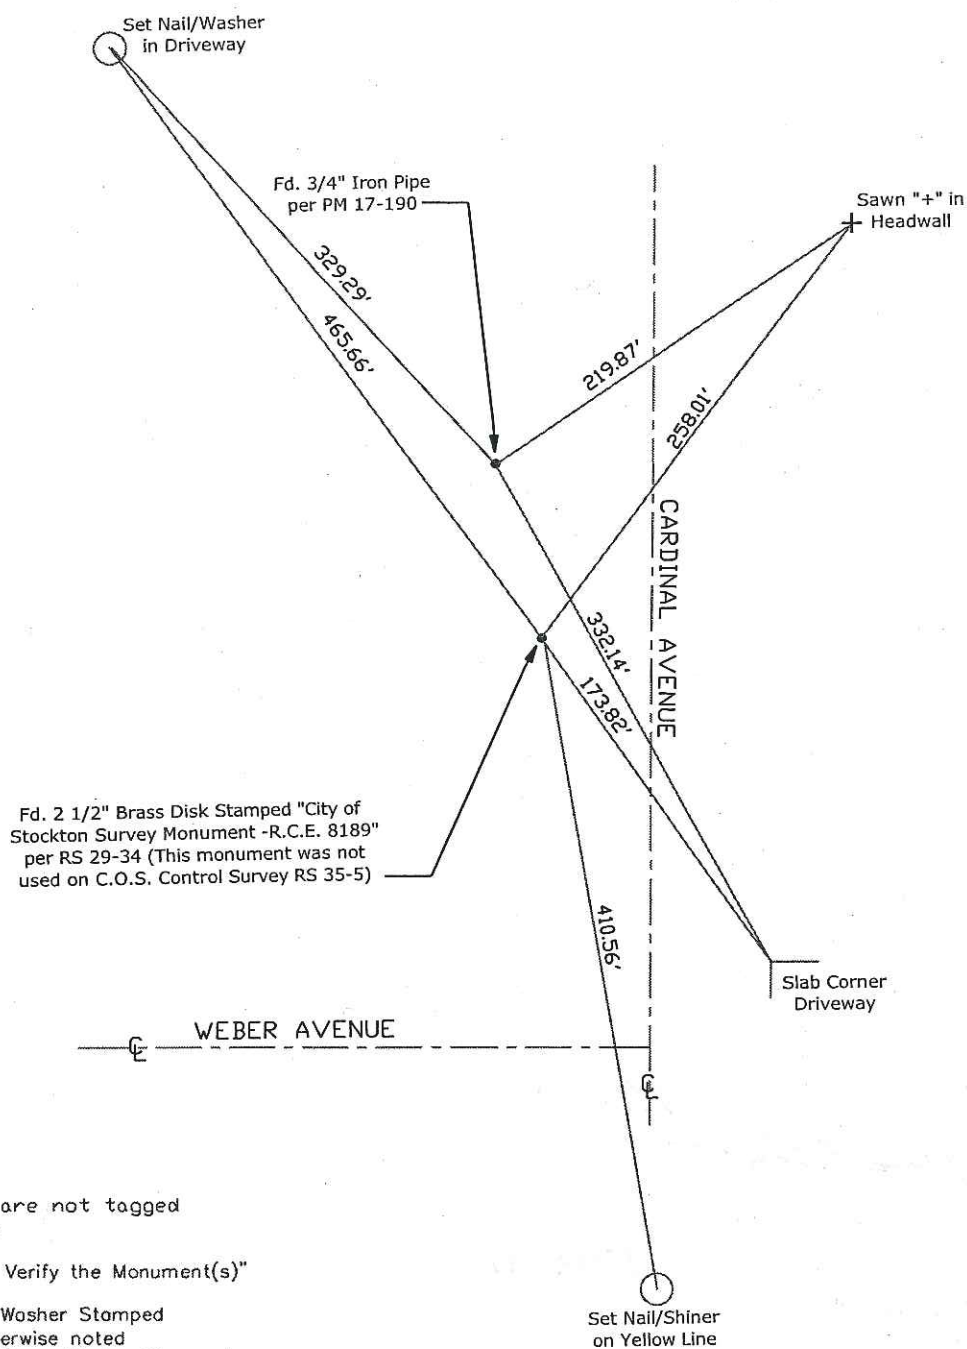 Set Nail/Washer
in Driveway
Fd. 3/4" Iron Pipe
per PM 17-190
Sawn "+" in
Headwall
329.29'
465.66'
219.87'
258.01'
CARDINAL AVENUE
332.14'
173.82'
Fd. 2 1/2" Brass Disk Stamped "City of
Stockton Survey Monument -R.C.E. 8189"
per RS 29-34 (This monument was not
used on C.O.S. Control Survey RS 35-5)
410.56'
Slab Corner
Driveway
WEBER AVENUE
are not tagged
Verify the Monument(s)"
Washer Stamped
erwise noted
Set Nail/Shiner
on Yellow Line